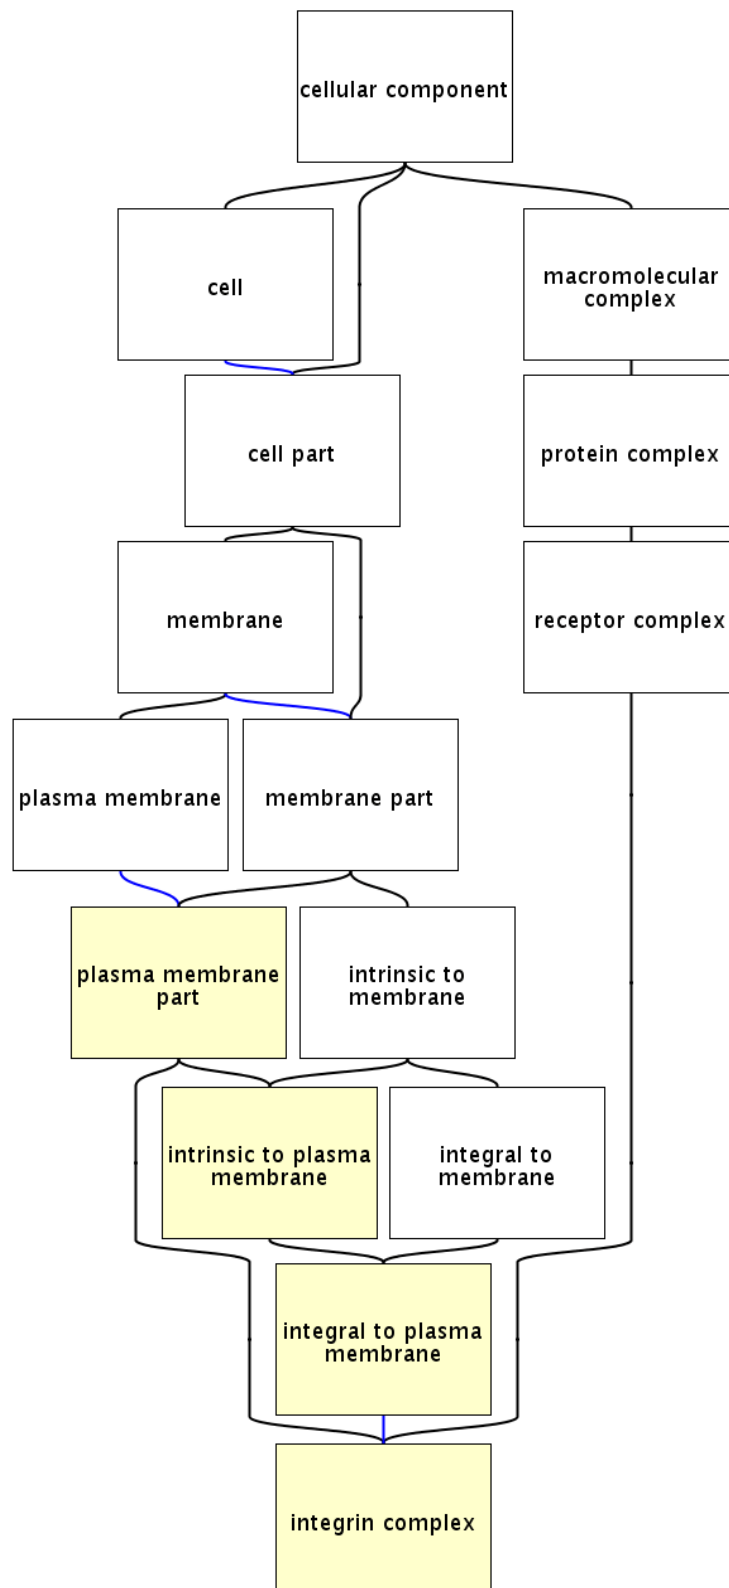 cellular component
cell
macromolecular
complex
cell part
protein complex
membrane
receptor complex
plasma membrane
membrane part
plasma membrane
part
intrinsic to
membrane
intrinsic to plasma
membrane
integral to
membrane
integral to plasma
membrane
integrin complex